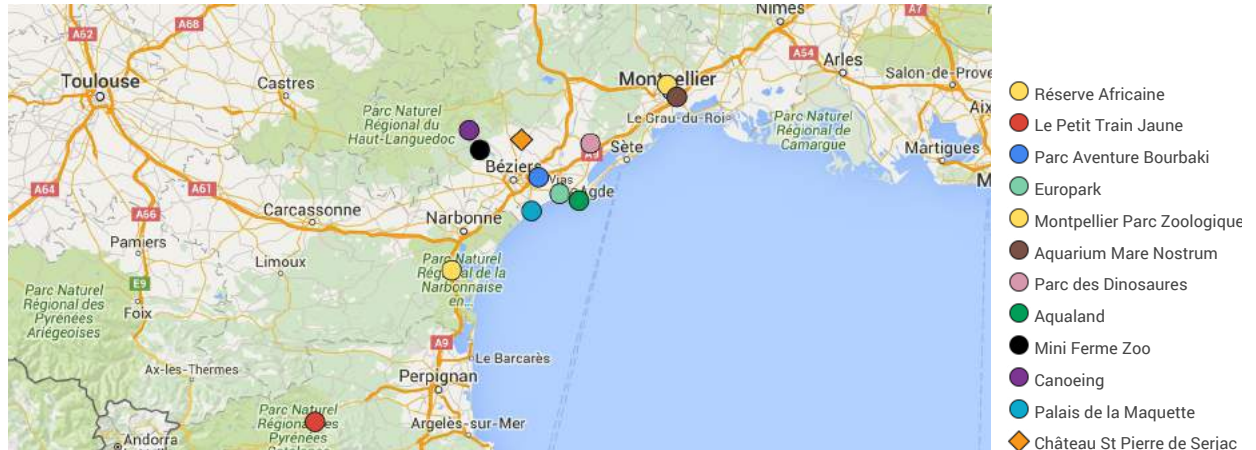 Nîmes
A62
A68
A7
A54
Arles
Toulouse
Castres
Montpellier
Salon-de-Prove
Aix
Le Grau-du-Roi
Parc Naturel
Régional du
Haut-Languedoc
Parc Naturel
Régional de
Camargue
A9
Sète
Martigues
M
Béziers
Vias
Agde
A64
A61
A66
Carcassonne
Narbonne
Pamiers
Limoux
Parc Naturel
Régional de la
Narbonnaise
en...
E9
Parc Naturel
Régional des
Pyrénées
Ariégeoises
Foix
A9
Le Barcarès
Ax-les-Thermes
Perpignan
Parc Naturel
Régional des
Pyrénées
Andorra
Argelès-sur-Mer
Réserve Africaine
Le Petit Train Jaune
Parc Aventure Bourbaki
Europark
Montpellier Parc Zoologique
Aquarium Mare Nostrum
Parc des Dinosaures
Aqualand
Mini Ferme Zoo
Canoeing
Palais de la Maquette
Château St Pierre de Serjac